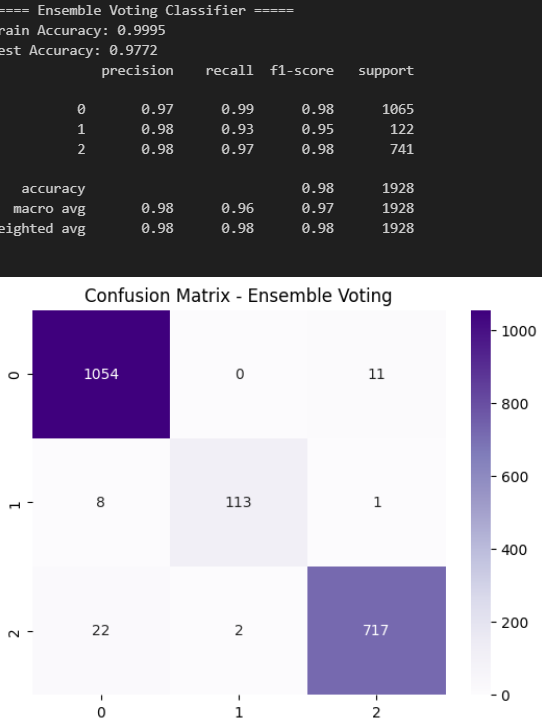 ==== Ensemble Voting Classifier =====
rain Accuracy: 0.9995
est Accuracy: 0.9772
precision recall f1-score support
0 0.97 0.99 0.98 1065
1 0.98 0.93 0.95 122
2 0.98 0.97 0.98 741
accuracy 0.98 1928
macro avg 0.98 0.96 0.97 1928
eighted avg 0.98 0.98 0.98 1928
Confusion Matrix - Ensemble Voting
0 1054 0 11
1 8 113 1
2 22 2 717
0 1 2
1000
800
600
400
200
0